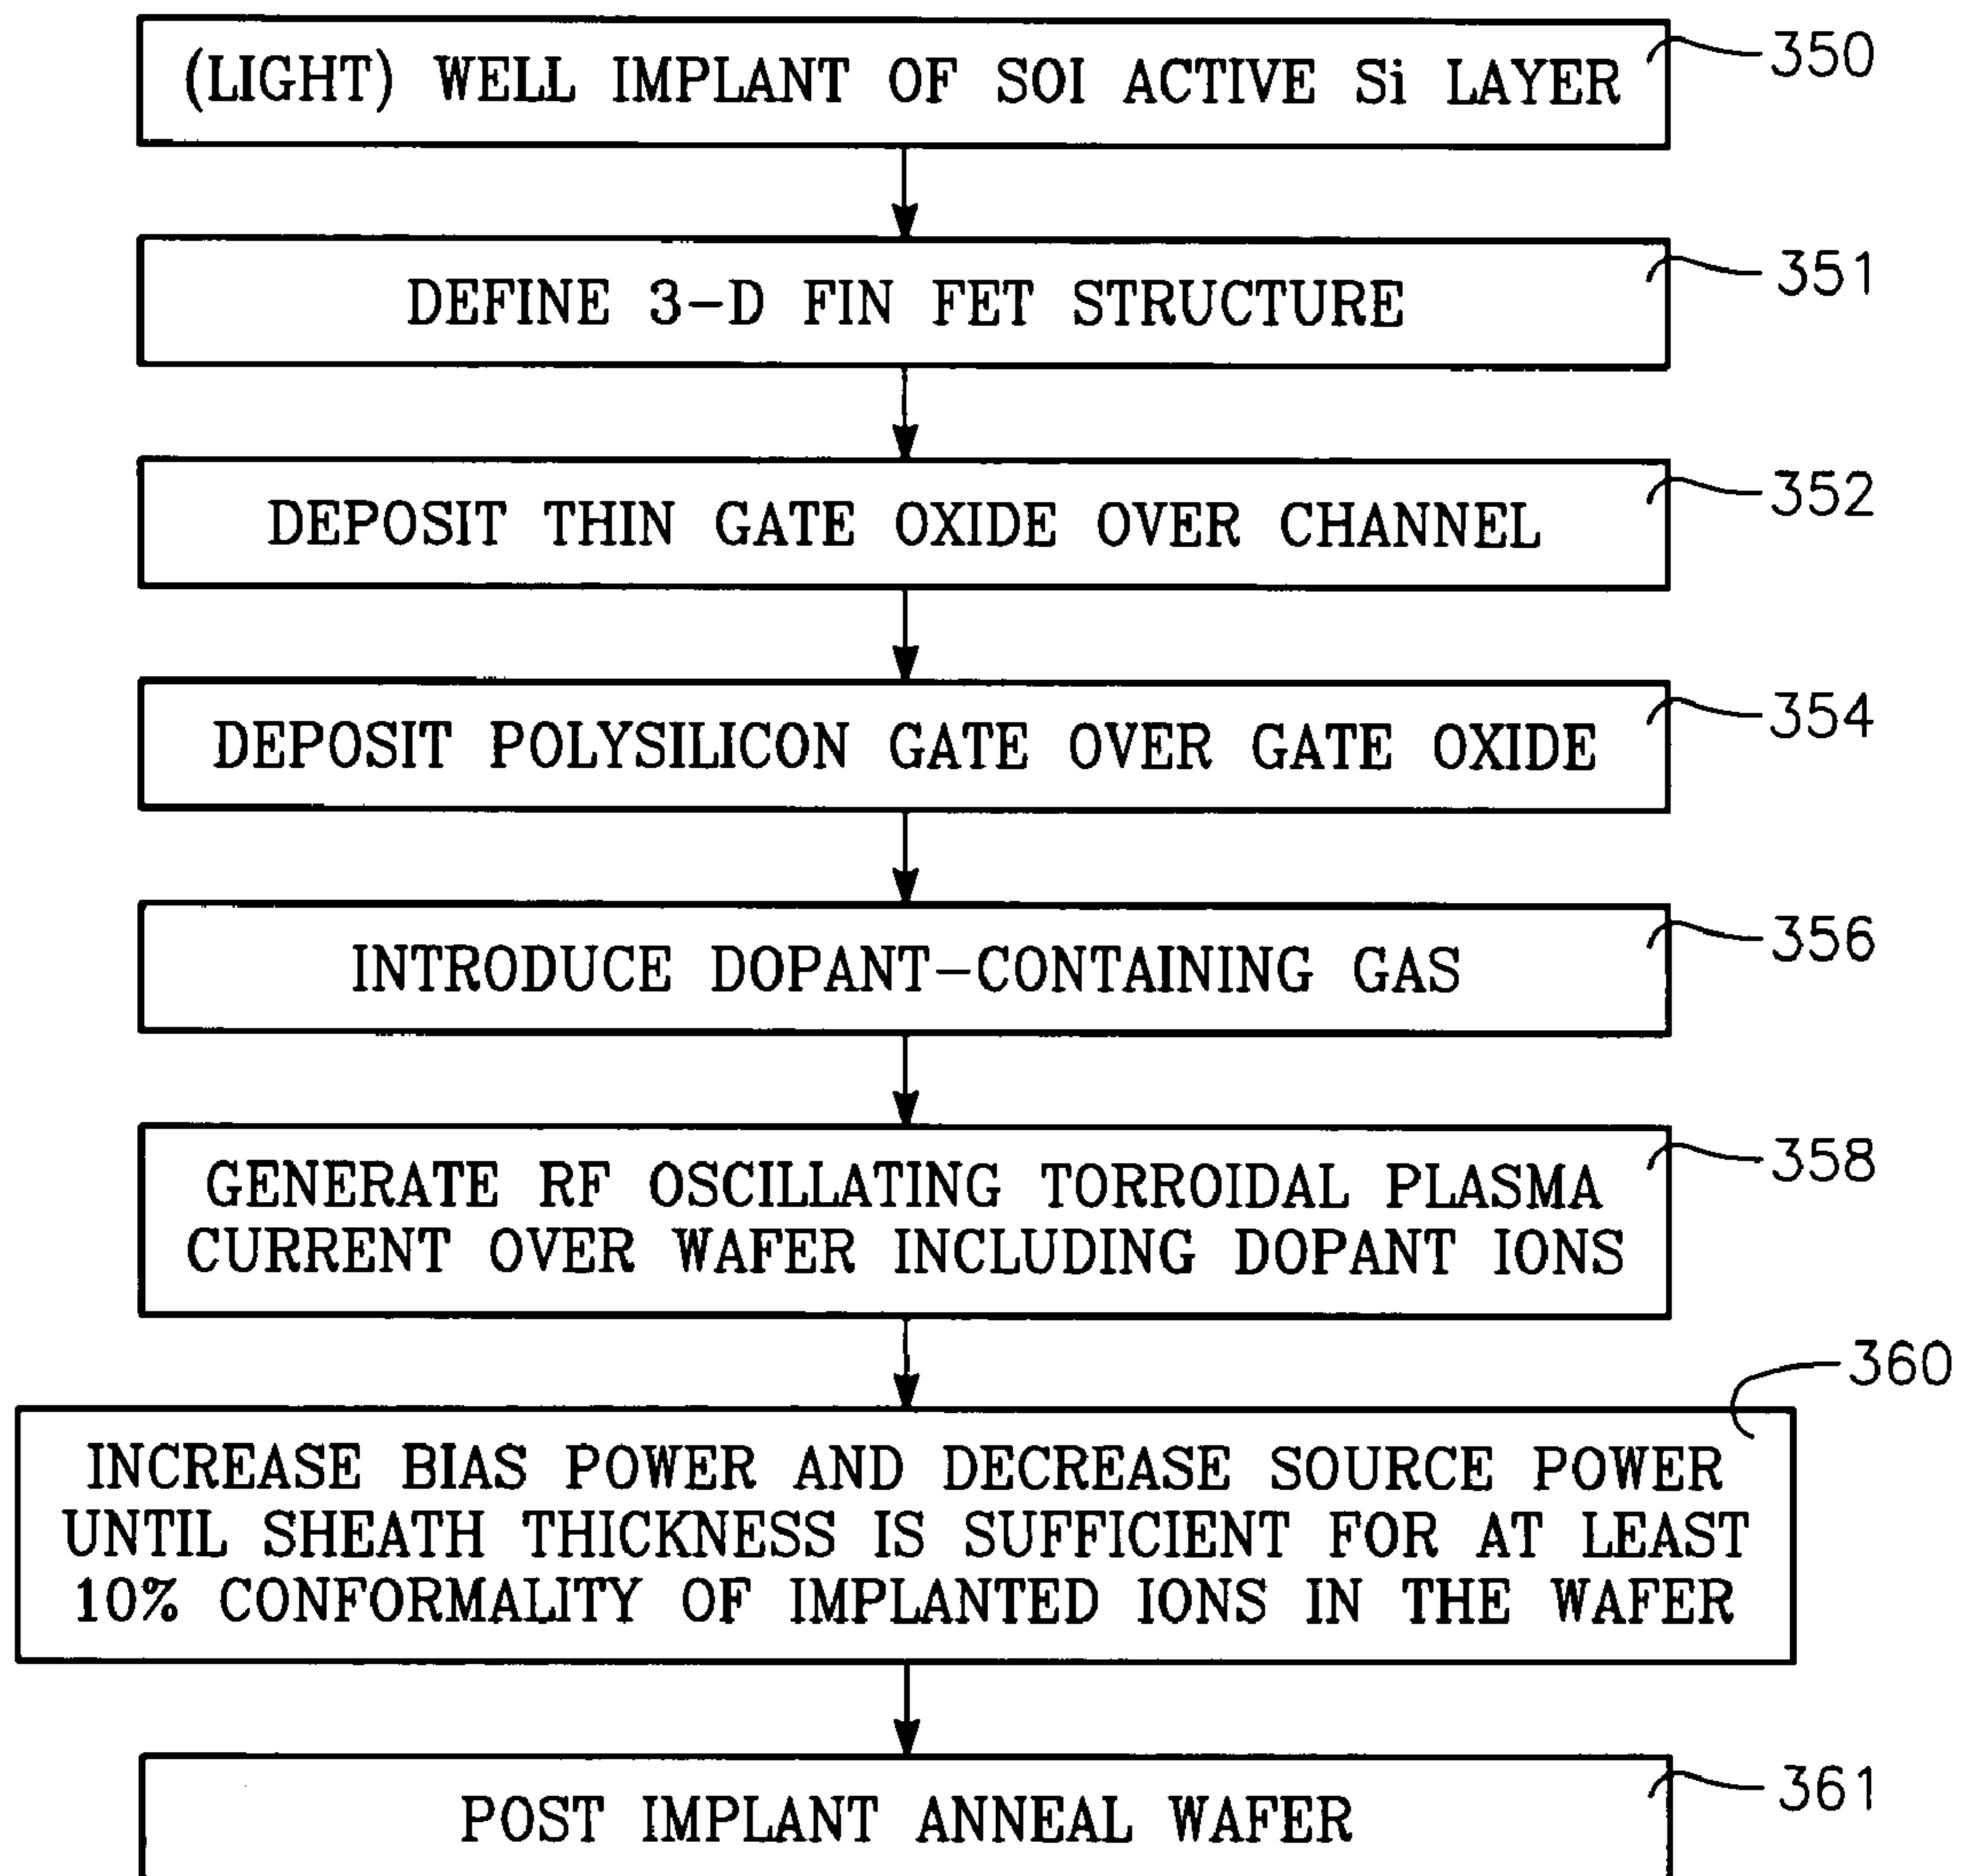 (LIGHT) WELL IMPLANT OF SOI ACTIVE Si LAYER
350
DEFINE 3-D FIN FET STRUCTURE
351
DEPOSIT THIN GATE OXIDE OVER CHANNEL
352
DEPOSIT POLYSILICON GATE OVER GATE OXIDE
354
INTRODUCE DOPANT-CONTAINING GAS
356
GENERATE RF OSCILLATING TORROIDAL PLASMA
CURRENT OVER WAFER INCLUDING DOPANT IONS
358
INCREASE BIAS POWER AND DECREASE SOURCE POWER
UNTIL SHEATH THICKNESS IS SUFFICIENT FOR AT LEAST
10% CONFORMALITY OF IMPLANTED IONS IN THE WAFER
360
POST IMPLANT ANNEAL WAFER
361